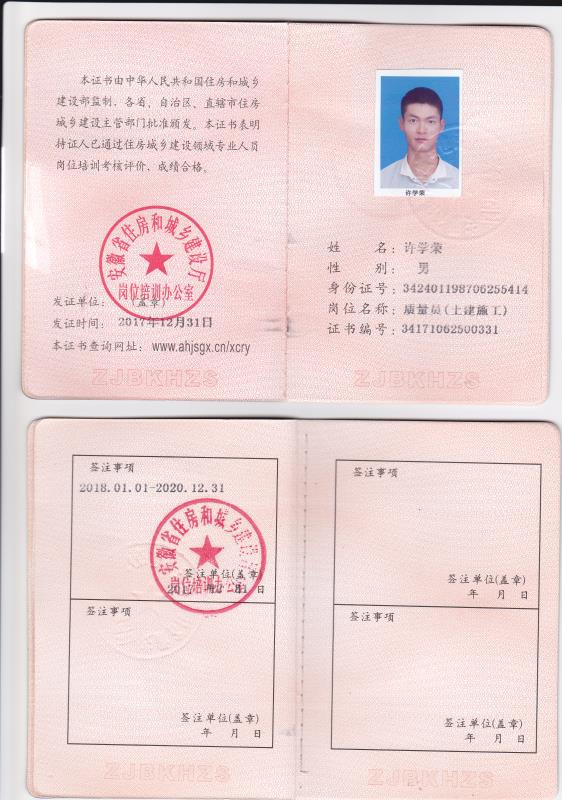 本证书由中华人民共和国住房和城乡
建设部监制，各省、自治区、直辖市住房
城乡建设主管部门批准颁发。本证书表明
持证人已通过住房城乡建设领域专业人员
岗位培训考核评价，成绩合格。
安徽省住房和城乡建设厅
岗位培训办公室
发证单位：（盖章）
发证时间：2017年12月31日
本证书查询网址：www.ahjsgx.cn/xcry
ZJBKHZS
许学荣
姓 名：许学荣
性 别：男
身份证号：342401198706255414
岗位名称：质量员(土建施工)
证书编号：34171062500331
ZJBKHZS
签注事项
2018.01.01-2020.12.31
安徽省住房和城乡建设厅
岗位培训办公室
签注单位(盖章)
2017 年 12 月 31 日
签注事项
签注单位(盖章)
年 月 日
ZJBKHZS
签注事项
签注单位(盖章)
年 月 日
签注事项
签注单位(盖章)
年 月 日
ZJBKHZS